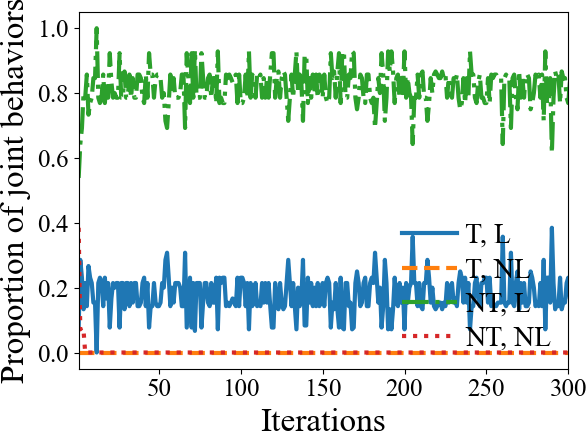 Proportion of joint behaviors
1.0
0.8
0.6
0.4
0.2
0.0
T, L
T, NL
NT, L
NT, NL
50
100
150
200
250
300
Iterations